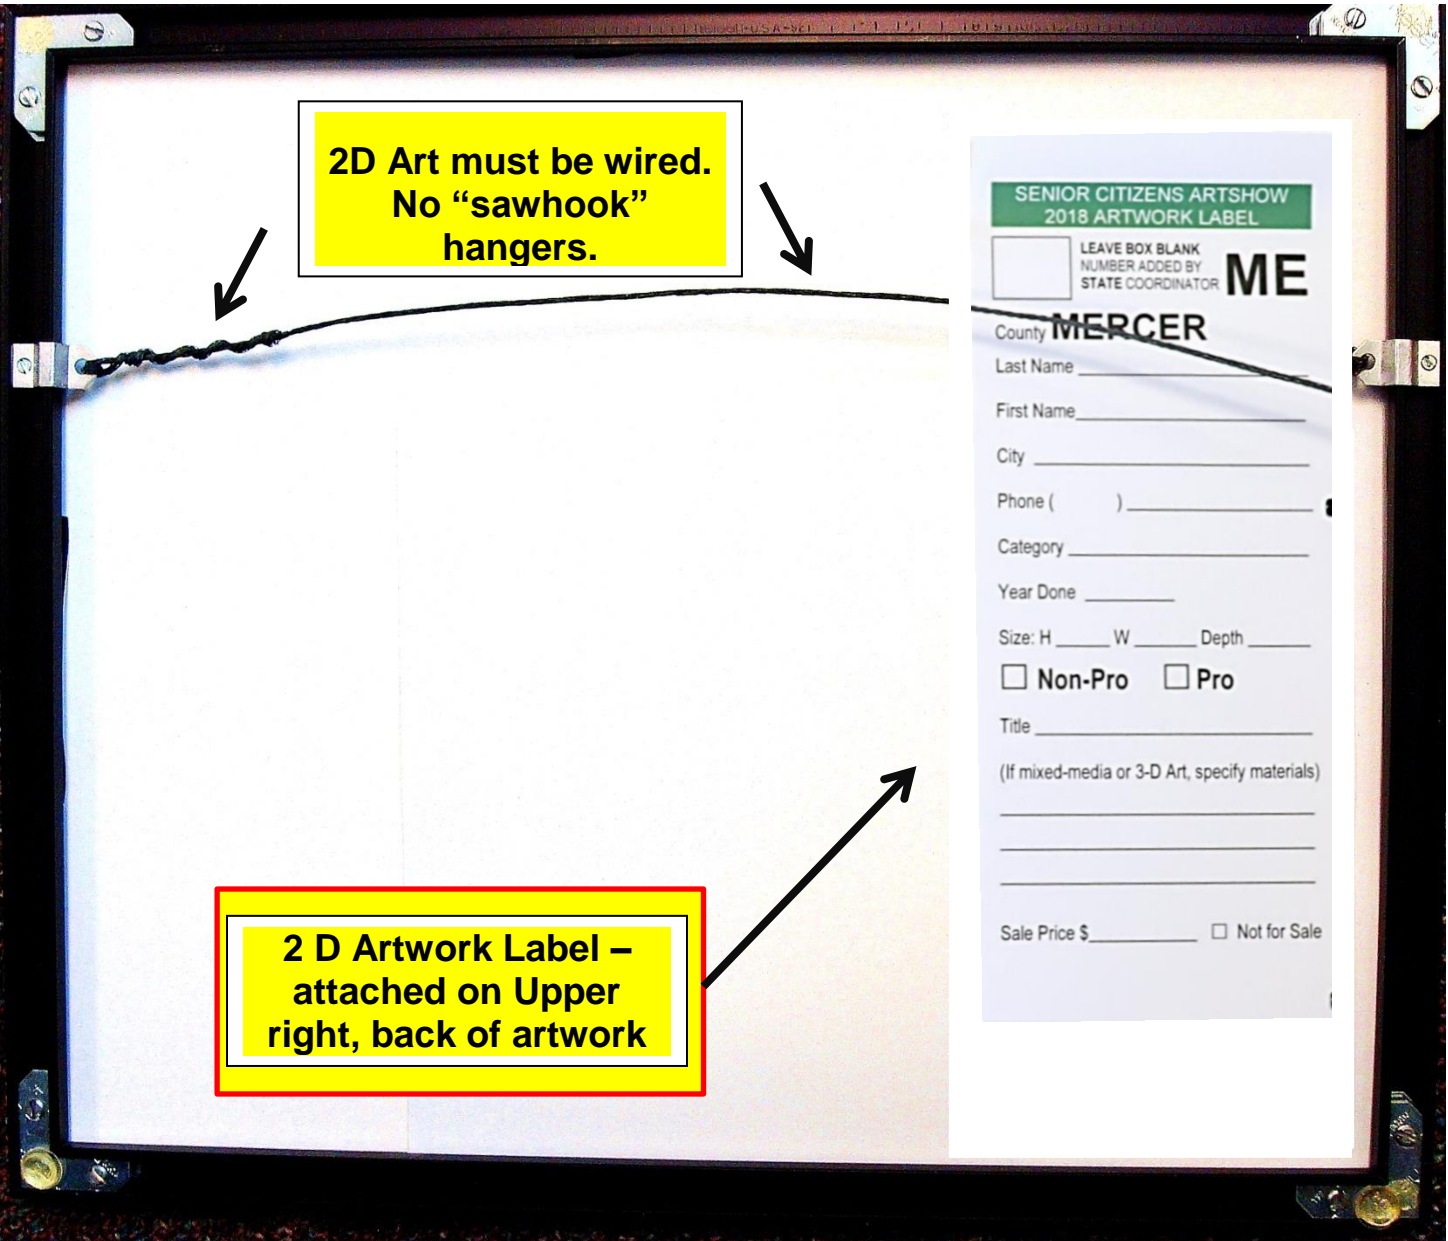 2D Art must be wired.
No “sawhook”
hangers.
SENIOR CITIZENS ARTSHOW
2018 ARTWORK LABEL
LEAVE BOX BLANK
NUMBER ADDED BY
STATE COORDINATOR
ME
County MERCER
Last Name
First Name
City
Phone ( )
Category
Year Done
Size: H W Depth
Non-Pro Pro
Title
(If mixed-media or 3-D Art, specify materials)
Sale Price $ Not for Sale
2 D Artwork Label –
attached on Upper
right, back of artwork